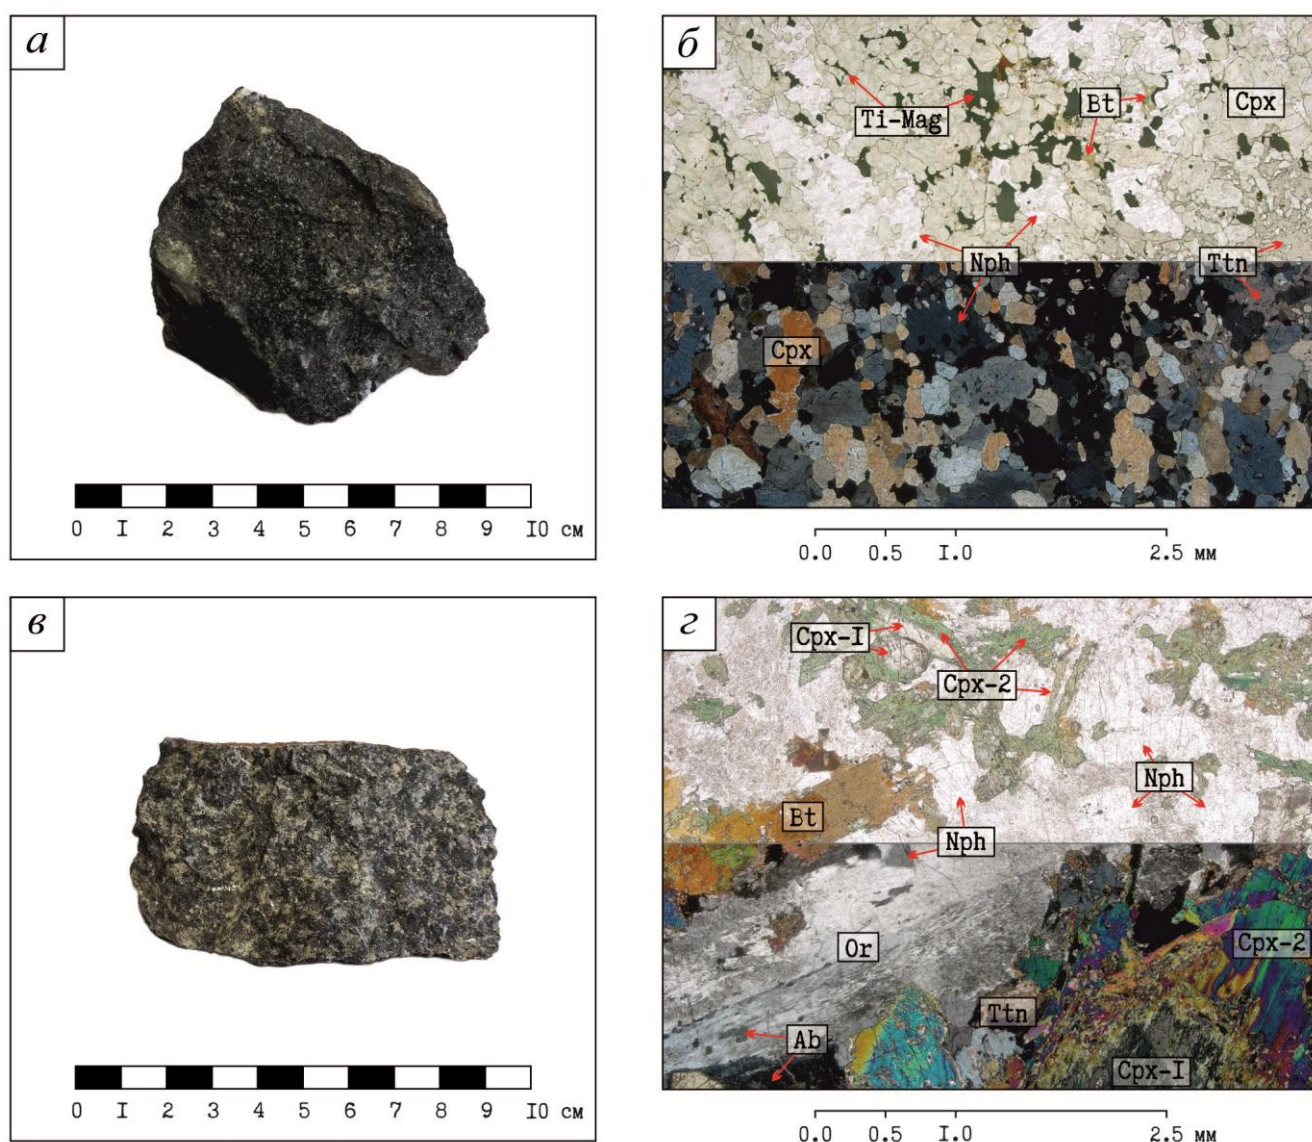 а
0 I 2 3 4 5 6 7 8 9 I0 см
б
Ti-Mag
Bt
Cpx
Nph
Ttn
Cpx
0.0 0.5 I.0 2.5 мм
в
0 I 2 3 4 5 6 7 8 9 I0 см
г
Cpx-I
Cpx-2
Nph
Bt
Nph
Or
Cpx-2
Ttn
Ab
Cpx-I
0.0 0.5 I.0 2.5 мм